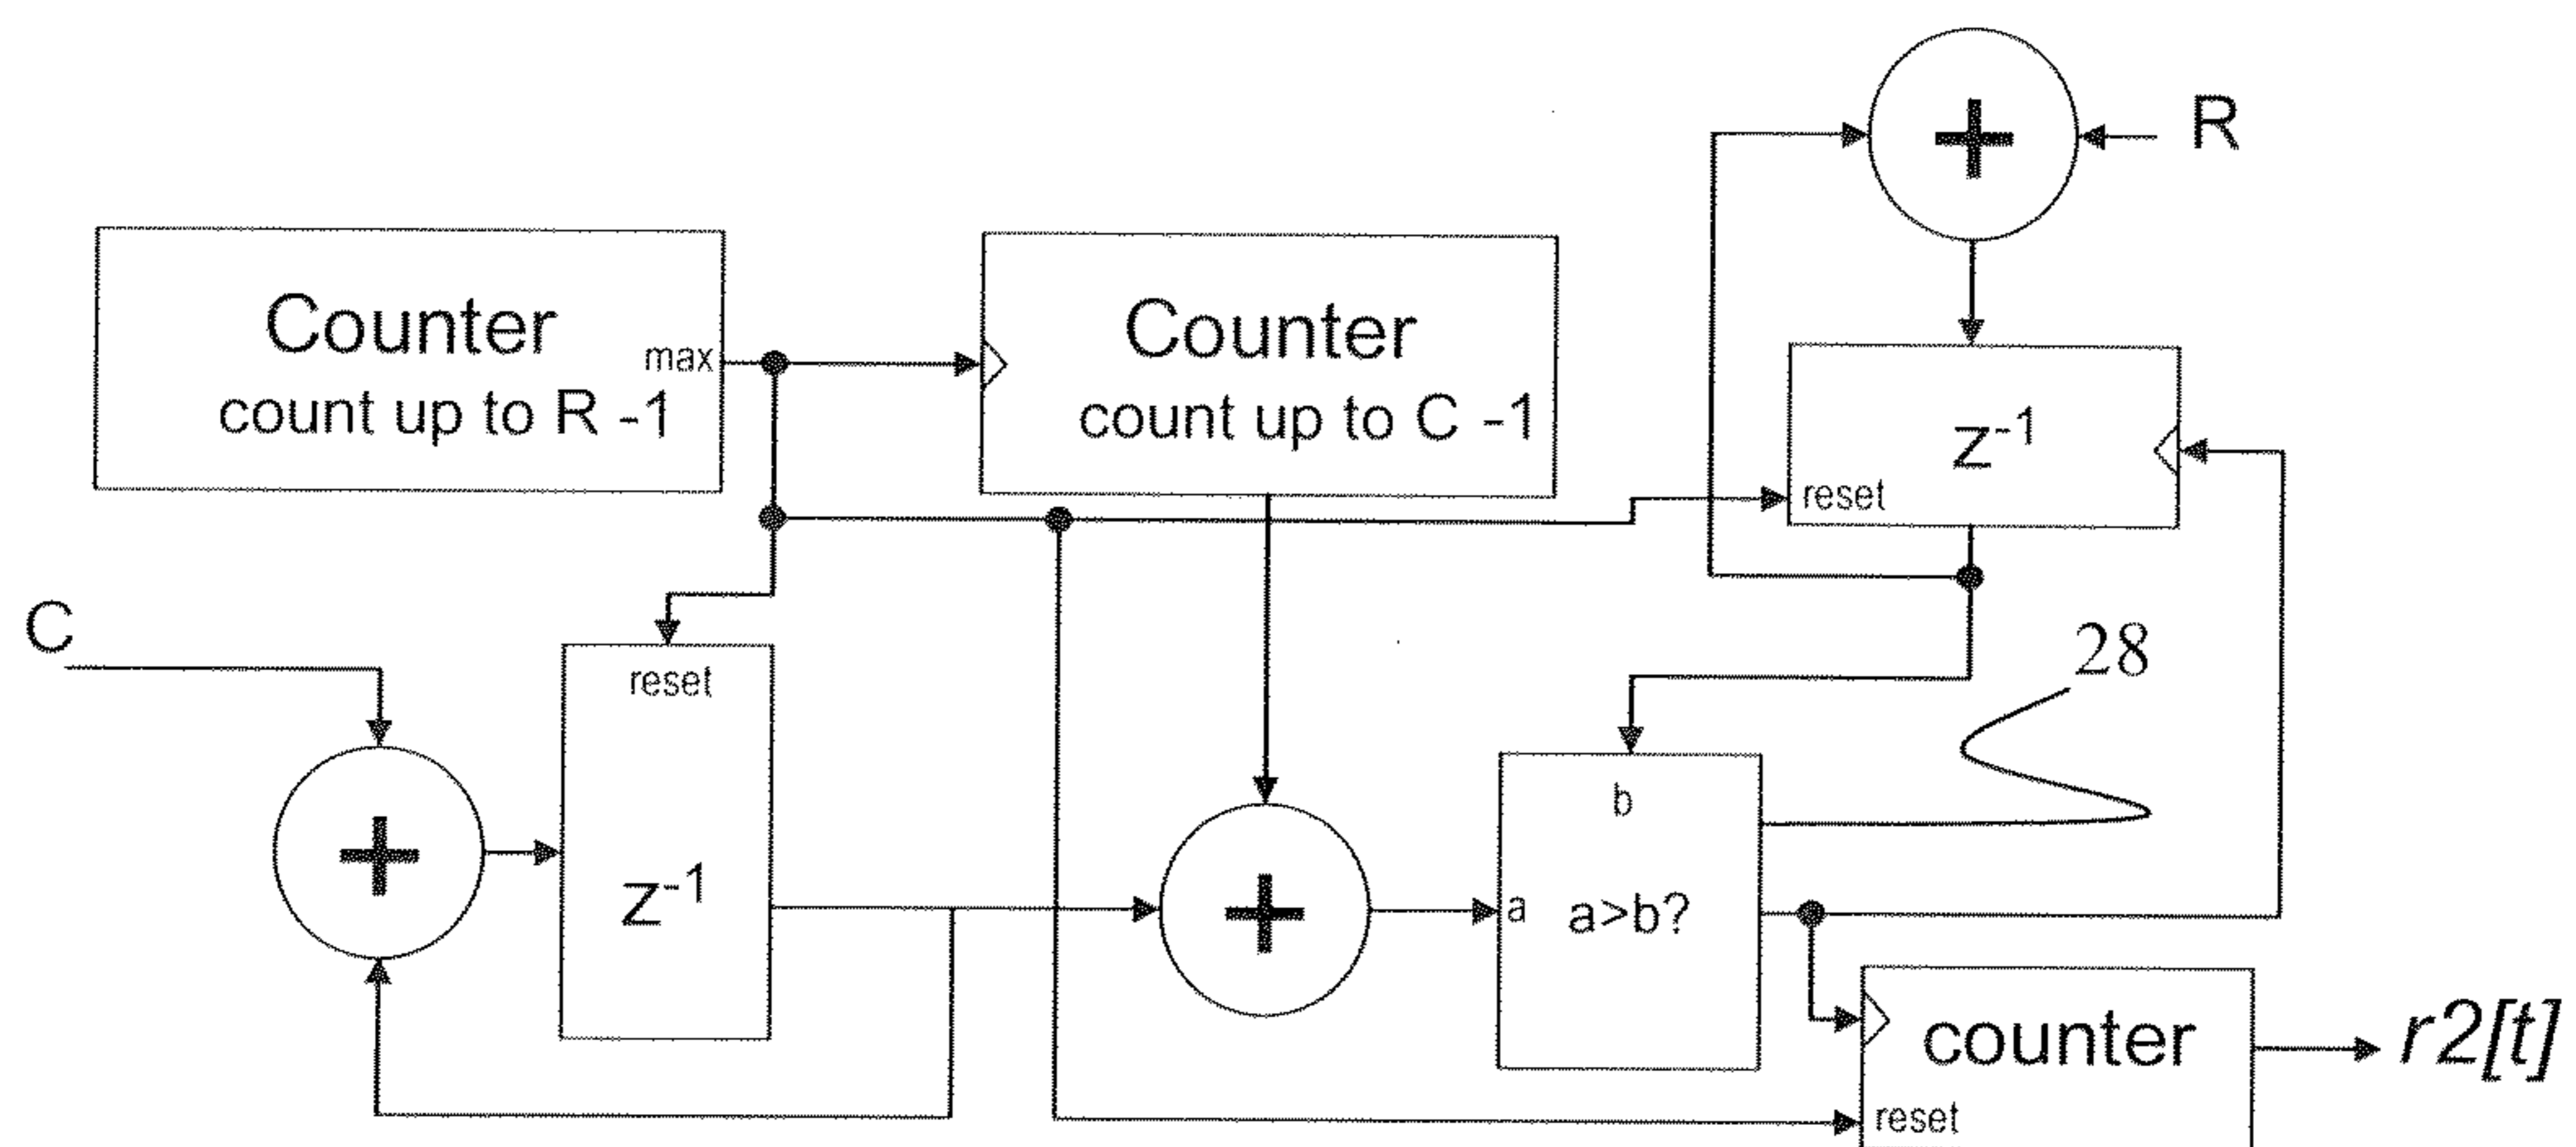 R
Counter
count up to R -1
max
Counter
count up to C -1
z-1
reset
C
reset
z-1
28
b
a
a>b?
counter
reset
r2[t]